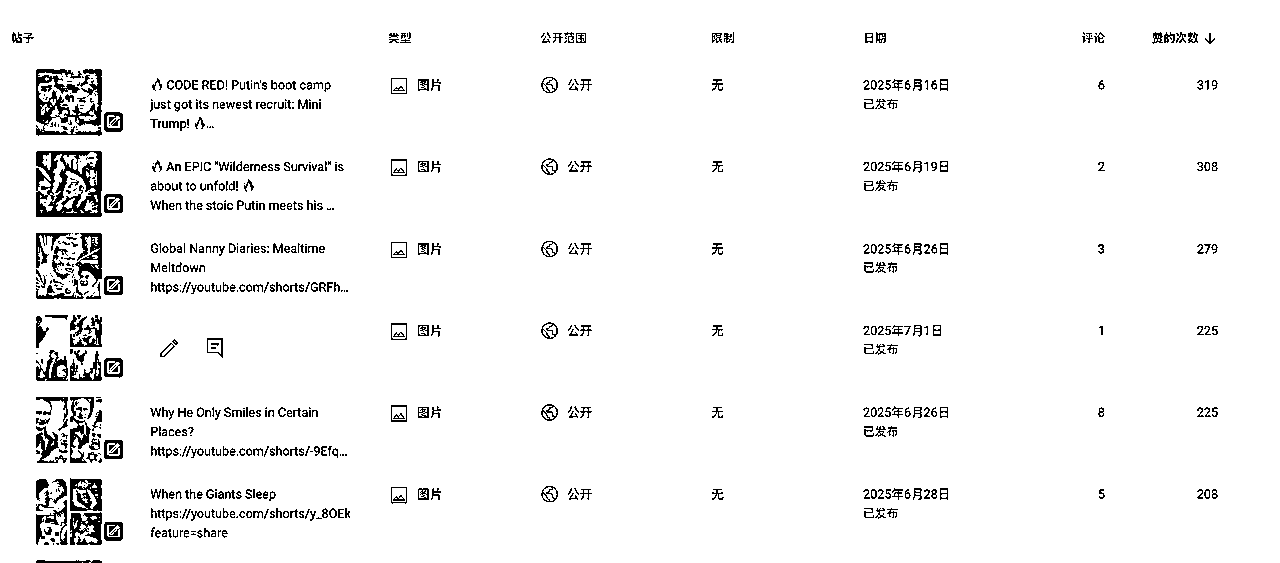 帖子 类型 公开范围 限制 日期 评论 赞的次数 ↓
🔥 CODE RED! Putin's boot camp 图片 公开 无 2025年6月16日 6 319
just got its newest recruit: Mini 已发布
Trump! 🔥...
🔥 An EPIC "Wilderness Survival" is 图片 公开 无 2025年6月19日 2 308
about to unfold! 🔥 已发布
When the stoic Putin meets his ...
Global Nanny Diaries: Mealtime 图片 公开 无 2025年6月26日 3 279
Meltdown 已发布
https://youtube.com/shorts/GRFh...
图片 公开 无 2025年7月1日 1 225
已发布
Why He Only Smiles in Certain 图片 公开 无 2025年6月26日 8 225
Places? 已发布
https://youtube.com/shorts/-9Efq...
When the Giants Sleep 图片 公开 无 2025年6月28日 5 208
https://youtube.com/shorts/y_8OEk 已发布
feature=share